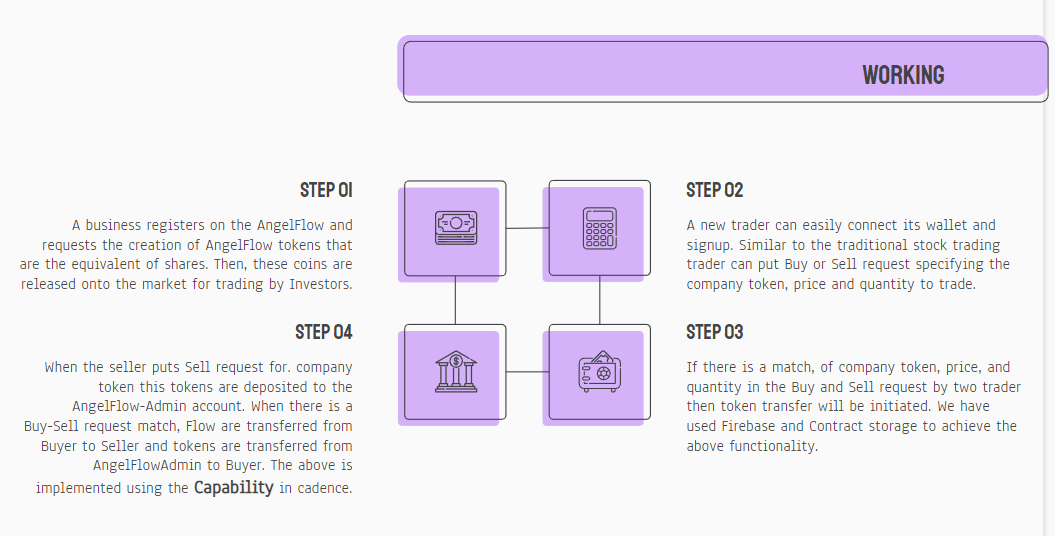 WORKING
STEP 01
A business registers on the AngelFlow and
requests the creation of AngelFlow tokens that
are the equivalent of shares. Then, these coins are
released onto the market for trading by Investors.
STEP 02
A new trader can easily connect its wallet and
signup. Similar to the traditional stock trading
trader can put Buy or Sell request specifying the
company token, price and quantity to trade.
STEP 04
When the seller puts Sell request for. company
token this tokens are deposited to the
AngelFlow-Admin account. When there is a
Buy-Sell request match, Flow are transferred from
Buyer to Seller and tokens are transferred from
AngelFlowAdmin to Buyer. The above is
implemented using the Capability in cadence.
STEP 03
If there is a match, of company token, price, and
quantity in the Buy and Sell request by two trader
then token transfer will be initiated. We have
used Firebase and Contract storage to achieve the
above functionality.